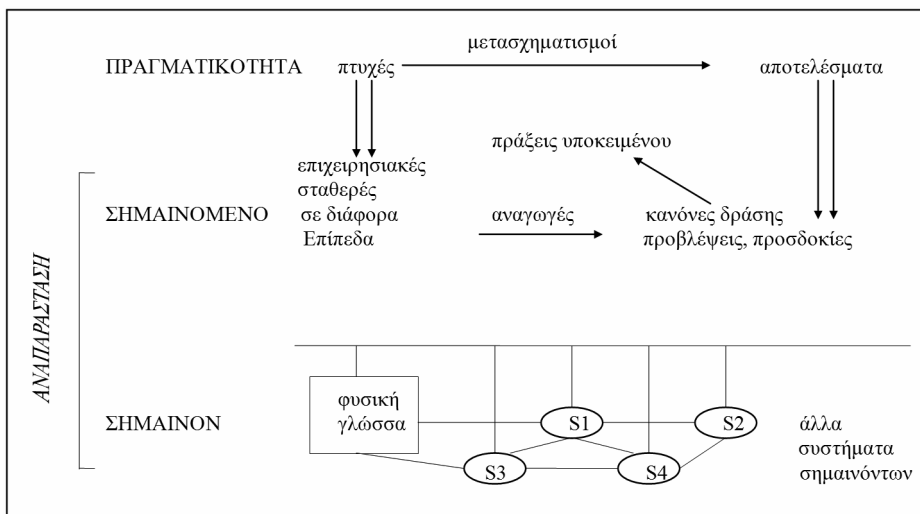 μετασχηματισμοί
ΠΡΑΓΜΑΤΙΚΟΤΗΤΑ πτυχές αποτελέσματα
πράξεις υποκειμένου
επιχειρησιακές
σταθερές
ΣΗΜΑΙΝΟΜΕΝΟ σε διάφορα αναγωγές κανόνες δράσης
Επίπεδα προβλέψεις, προσδοκίες
ΑΝΑΠΑΡΑΣΤΑΣΗ
φυσική
ΣΗΜΑΙΝΟΝ γλώσσα S1 S2 άλλα
συστήματα
S3 S4 σημαινόντων